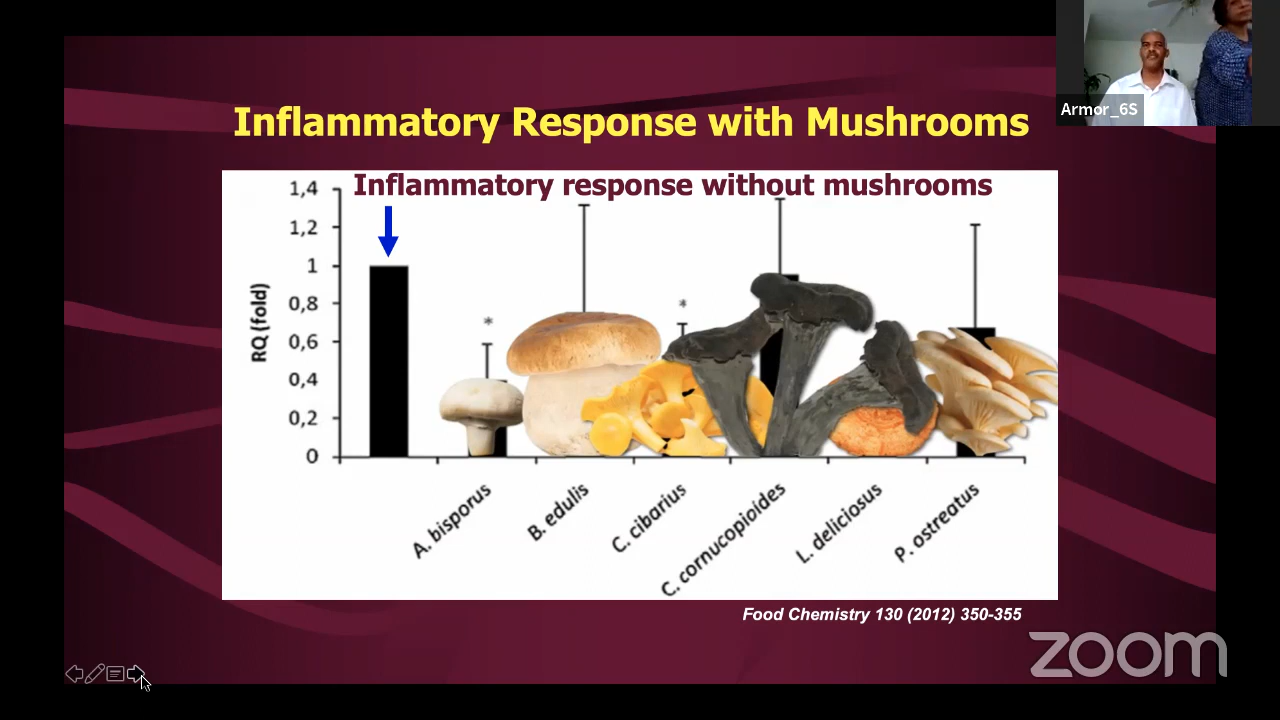 Armor_6S
Inflammatory Response with Mushrooms
Inflammatory response without mushrooms
RQ (fold)
1,4
1,2
1
0,8
0,6
0,4
0,2
0
*
*
A. bisporus
B. edulis
C. cibarius
C. cornucopioides
L. deliciosus
P. ostreatus
Food Chemistry 130 (2012) 350-355
zoom